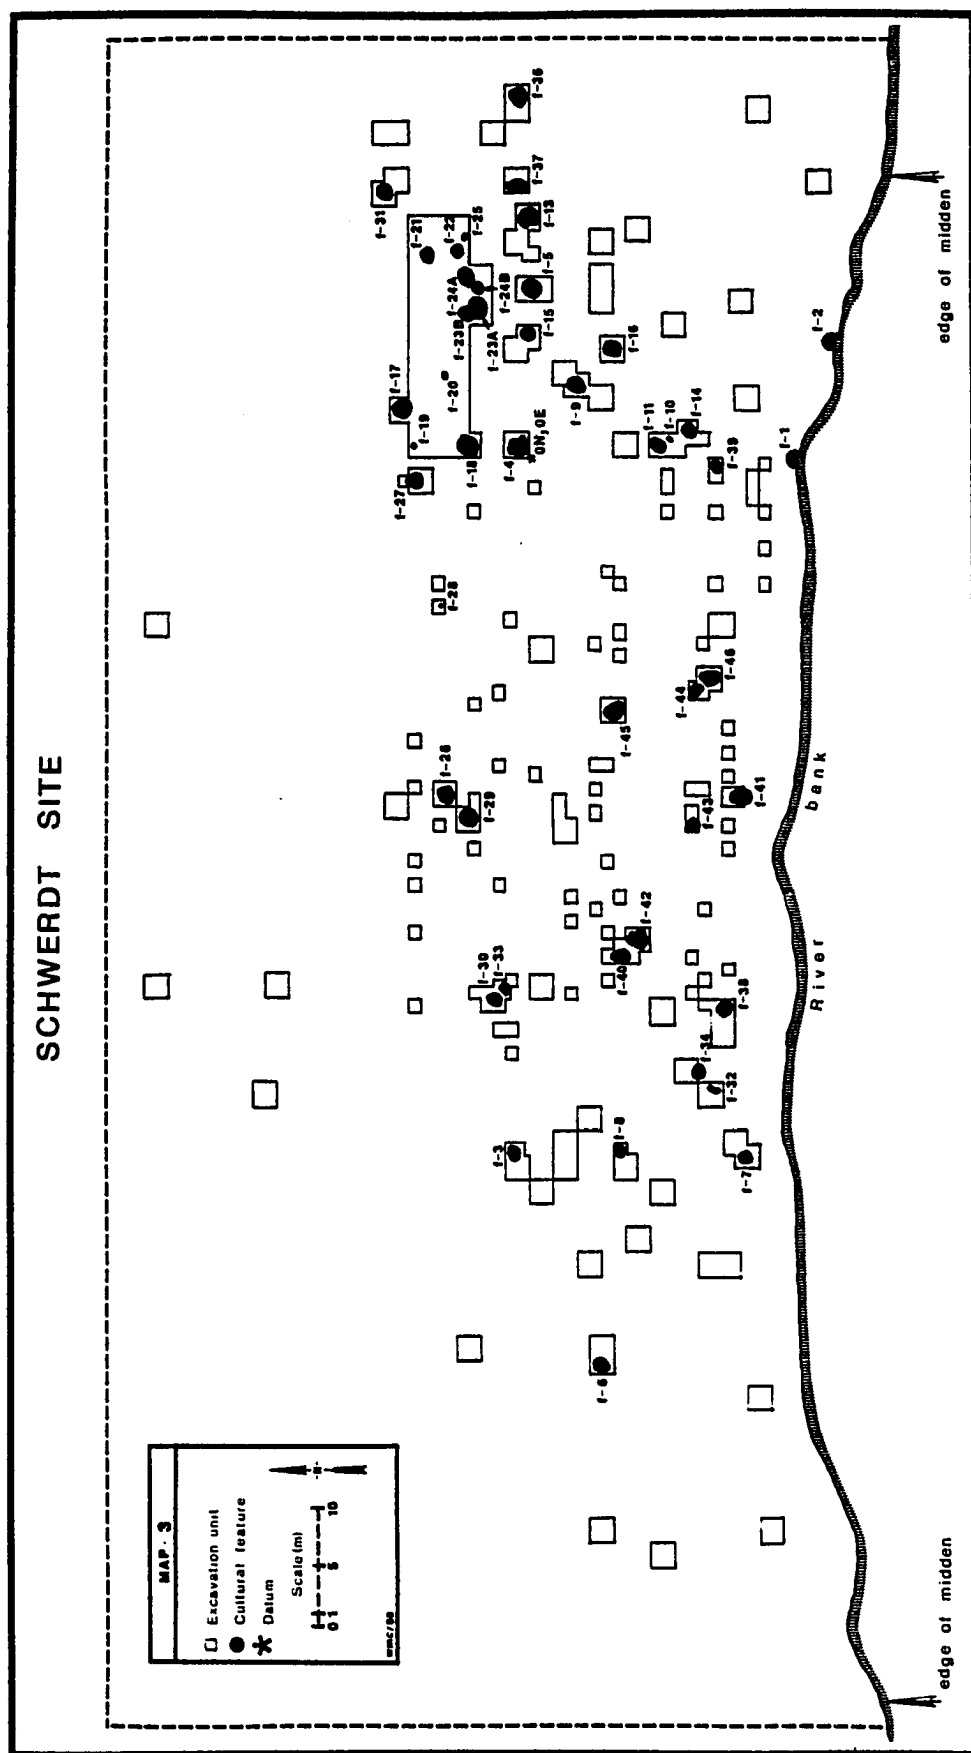 SCHWERDT SITE
MAP - 3
Excavation unit
Cultural feature
Datum
Scale (m)
0 1 5 10
-N-
f-36
f-37
f-31
f-13
f-21
f-22
f-25
f-5
f-24A
f-24B
f-23B
f-23A
f-15
f-16
f-2
f-17
f-20
f-9
f-19
f-18
f-4
0N,0E
f-11
f-10
f-14
f-39
f-1
f-27
f-28
f-44
f-46
f-45
f-26
f-29
f-43
f-41
f-42
f-40
f-30
f-33
f-38
f-34
f-32
f-3
f-8
f-7
f-6
River bank
edge of midden
edge of midden